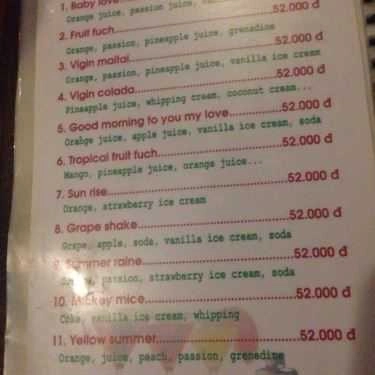 1. Baby love
Orange juice, passion juice,
2. Fruit fuch.........52.000 đ
Orange, passion, pineapple juice, grenadine
3. Vigin maitai.........52.000 đ
Orange, passion, pineapple juice, vanilla ice cream
4. Vigin colada.........52.000 đ
Pineapple juice, whipping cream, coconut cream...
5. Good morning to you my love.........52.000 đ
Orange juice, apple juice, vanilla ice cream, soda
6. Tropical fruit fuch.........52.000 đ
Mango, pineapple juice, orange juice...
7. Sun rise.........52.000 đ
Orange, strawberry ice cream
8. Grape shake.........52.000 đ
Grape, apple, soda, vanilla ice cream, soda
9. Summer raine.........52.000 đ
Orange, passion, strawberry ice cream, soda
10. Mickey mice.........52.000 đ
Coke, vanilla ice cream, whipping
11. Yellow summer.........52.000 đ
Orange, juice, peach, passion, grenadine